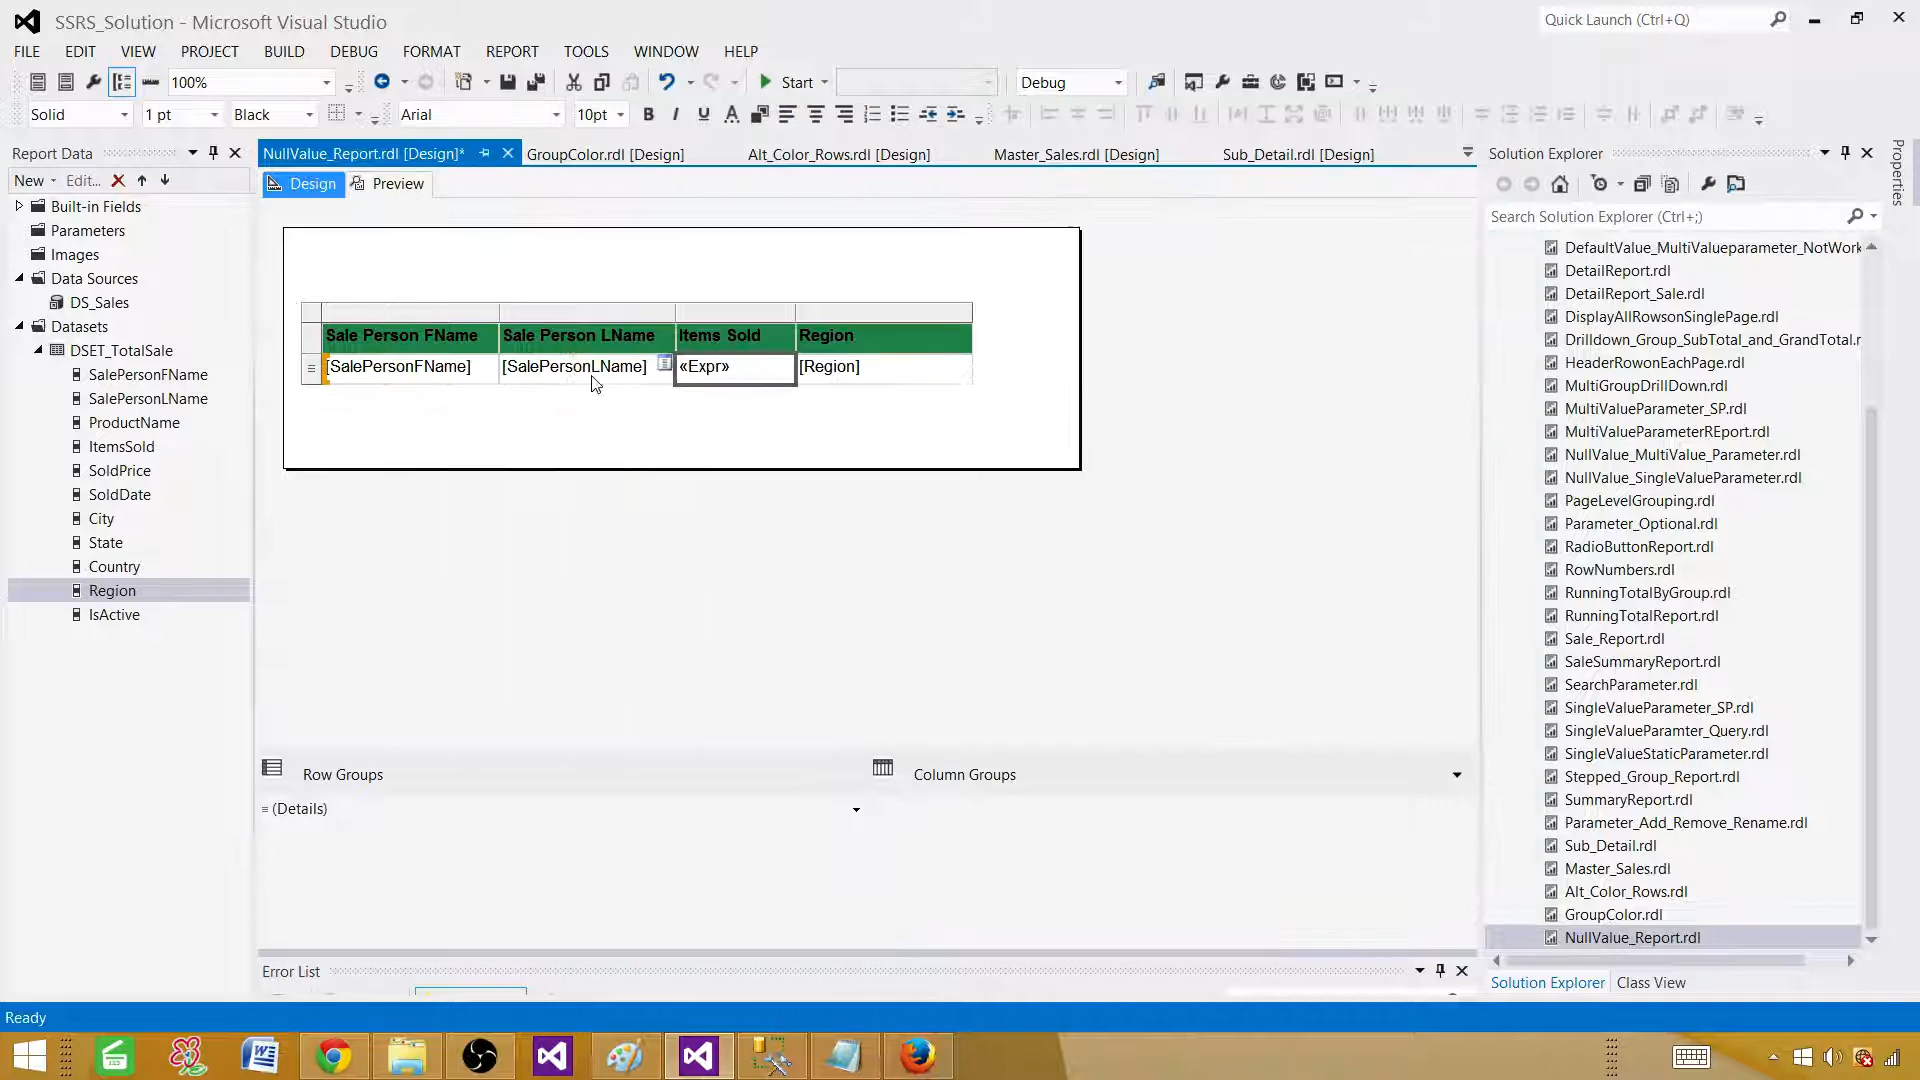 SSRS_Solution - Microsoft Visual Studio
Quick Launch (Ctrl+Q)
FILE EDIT VIEW PROJECT BUILD DEBUG FORMAT REPORT TOOLS WINDOW HELP
100% Start Debug
Solid 1 pt Black Arial 10pt B I U A
Report Data
NullValue_Report.rdl [Design]* GroupColor.rdl [Design] Alt_Color_Rows.rdl [Design] Master_Sales.rdl [Design] Sub_Detail.rdl [Design]
Solution Explorer
Properties
New Edit...
Design Preview
Search Solution Explorer (Ctrl+;)
Built-in Fields
Parameters
Images
Data Sources
DS_Sales
Datasets
DSET_TotalSale
SalePersonFName
SalePersonLName
ProductName
ItemsSold
SoldPrice
SoldDate
City
State
Country
Region
IsActive
Sale Person FName Sale Person LName Items Sold Region
[SalePersonFName] [SalePersonLName] «Expr» [Region]
Row Groups
Column Groups
(Details)
Error List
DefaultValue_MultiValueparameter_NotWork
DetailReport.rdl
DetailReport_Sale.rdl
DisplayAllRowsonSinglePage.rdl
Drilldown_Group_SubTotal_and_GrandTotal.r
HeaderRowonEachPage.rdl
MultiGroupDrillDown.rdl
MultiValueParameter_SP.rdl
MultiValueParameterREport.rdl
NullValue_MultiValue_Parameter.rdl
NullValue_SingleValueParameter.rdl
PageLevelGrouping.rdl
Parameter_Optional.rdl
RadioButtonReport.rdl
RowNumbers.rdl
RunningTotalByGroup.rdl
RunningTotalReport.rdl
Sale_Report.rdl
SaleSummaryReport.rdl
SearchParameter.rdl
SingleValueParameter_SP.rdl
SingleValueParamter_Query.rdl
SingleValueStaticParameter.rdl
Stepped_Group_Report.rdl
SummaryReport.rdl
Parameter_Add_Remove_Rename.rdl
Sub_Detail.rdl
Master_Sales.rdl
Alt_Color_Rows.rdl
GroupColor.rdl
NullValue_Report.rdl
Solution Explorer Class View
Ready